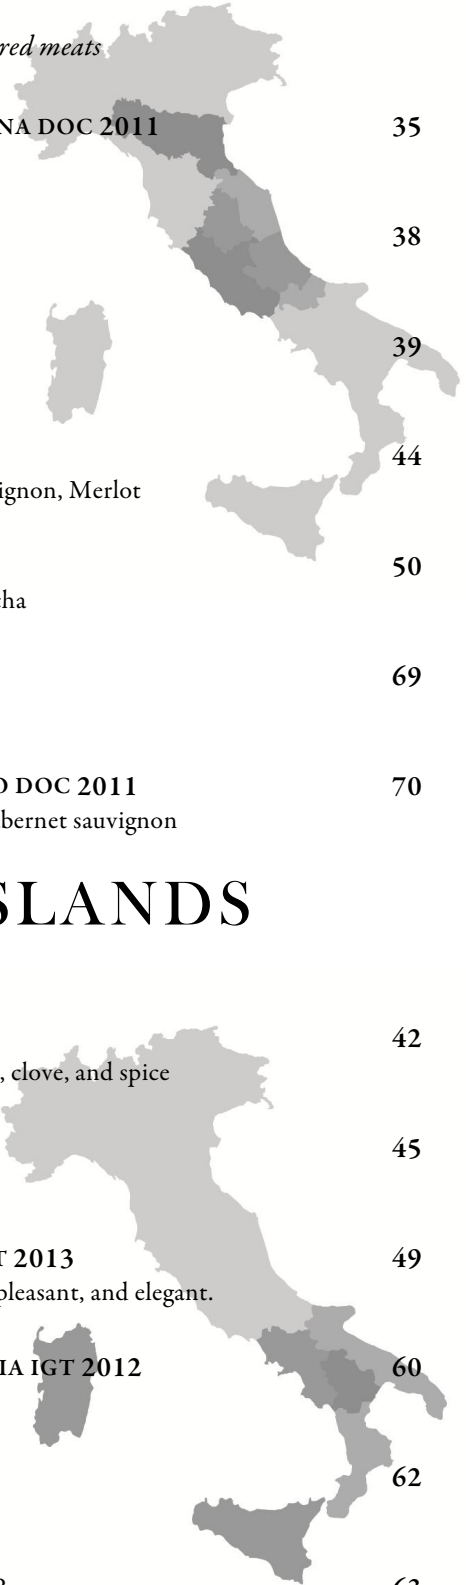 red meats
NA DOC 2011 35
38
39
44
ignon, Merlot
50
cha
69
O DOC 2011 70
bernet sauvignon
SLANDS
42
, clove, and spice
45
T 2013 49
pleasant, and elegant.
IA IGT 2012 60
62